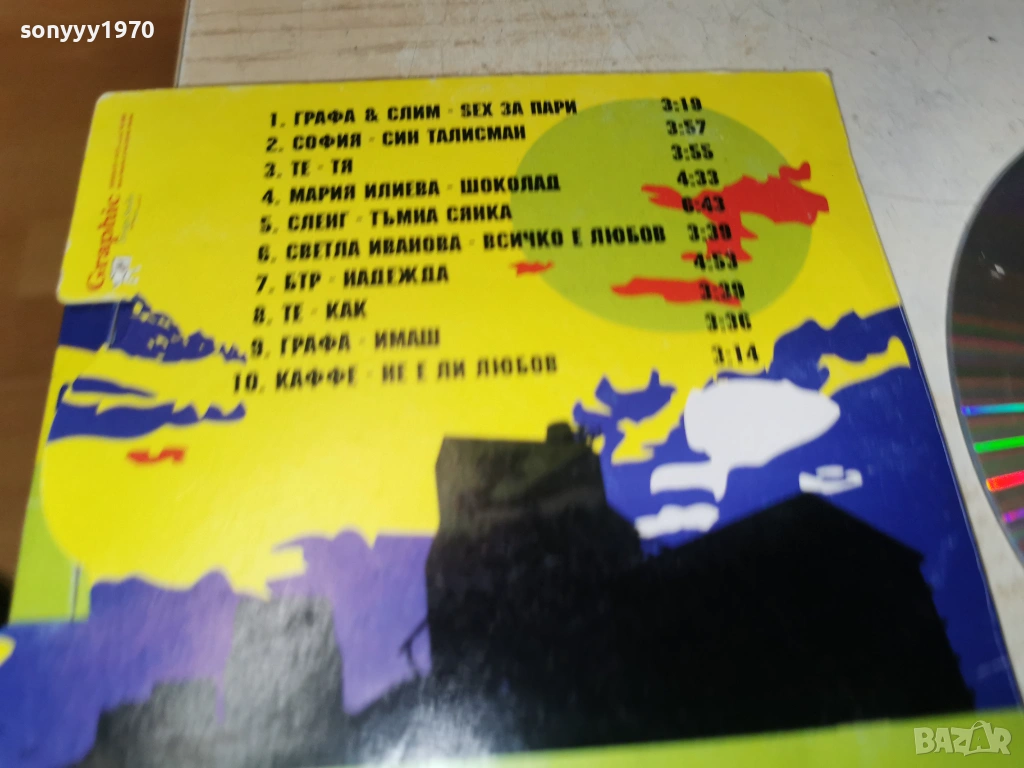 sonyyy1970
1. ГРАФА & СЛИМ - SEX ЗА ПАРИ 3:19
2. СОФИЯ - СИН ТАЛИСМАН 3:57
3. ТЕ - ТЯ 3:55
4. МАРИЯ ИЛИЕВА - ШОКОЛАД 4:33
5. СЛЕНГ - ТЪМНА СЯНКА 6:43
6. СВЕТЛА ИВАНОВА - ВСИЧКО Е ЛЮБОВ 3:39
7. БТР - НАДЕЖДА 4:53
8. ТЕ - КАК 3:39
9. ГРАФА - ИМАШ 3:36
10. КАФФЕ - НЕ Е ЛИ ЛЮБОВ 3:14
Graphic
BAZAR